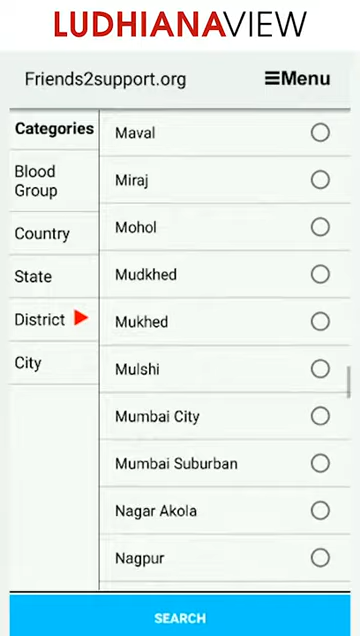 LUDHIANAVIEW
Friends2support.org
Menu
Categories
Blood
Group
Country
State
District
City
Maval
Miraj
Mohol
Mudkhed
Mukhed
Mulshi
Mumbai City
Mumbai Suburban
Nagar Akola
Nagpur
SEARCH